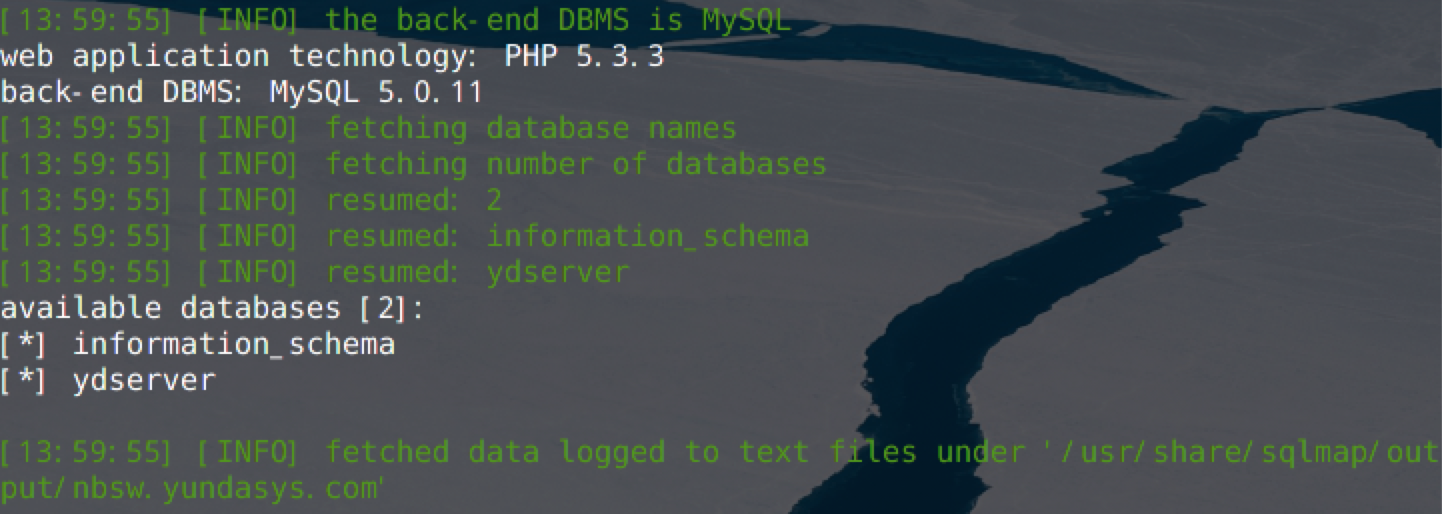 [13:59:55] [INFO] the back-end DBMS is MySQL
web application technology: PHP 5.3.3
back-end DBMS: MySQL 5.0.11
[13:59:55] [INFO] fetching database names
[13:59:55] [INFO] fetching number of databases
[13:59:55] [INFO] resumed: 2
[13:59:55] [INFO] resumed: information_schema
[13:59:55] [INFO] resumed: ydserver
available databases [2]:
[*] information_schema
[*] ydserver
[13:59:55] [INFO] fetched data logged to text files under '/usr/share/sqlmap/out
put/nbsw.yundasys.com'